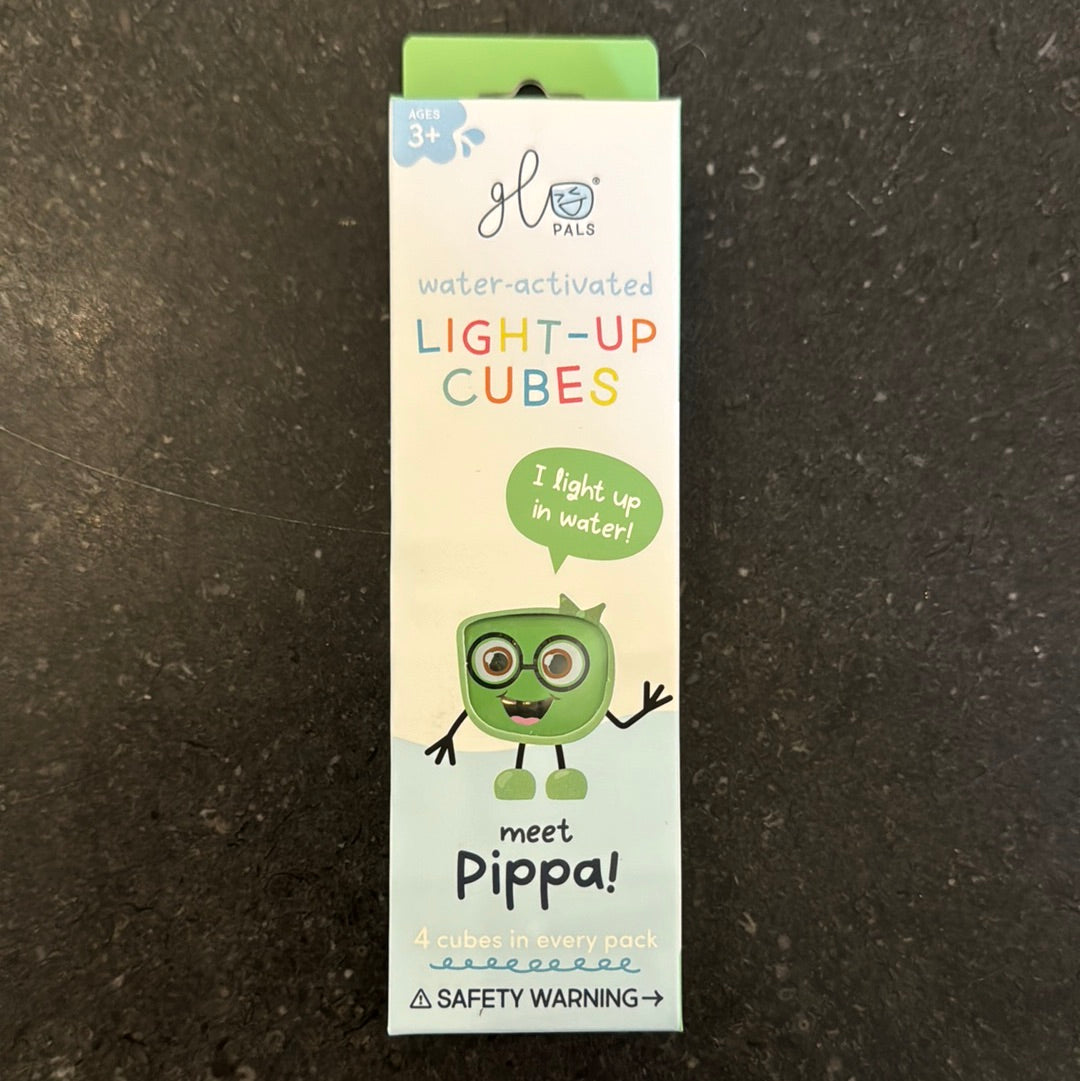 AGES
3+
glo®
PALS
water-activated
LIGHT-UP
CUBES
I light up
in water!
meet
Pippa!
4 cubes in every pack
⚠ SAFETY WARNING→